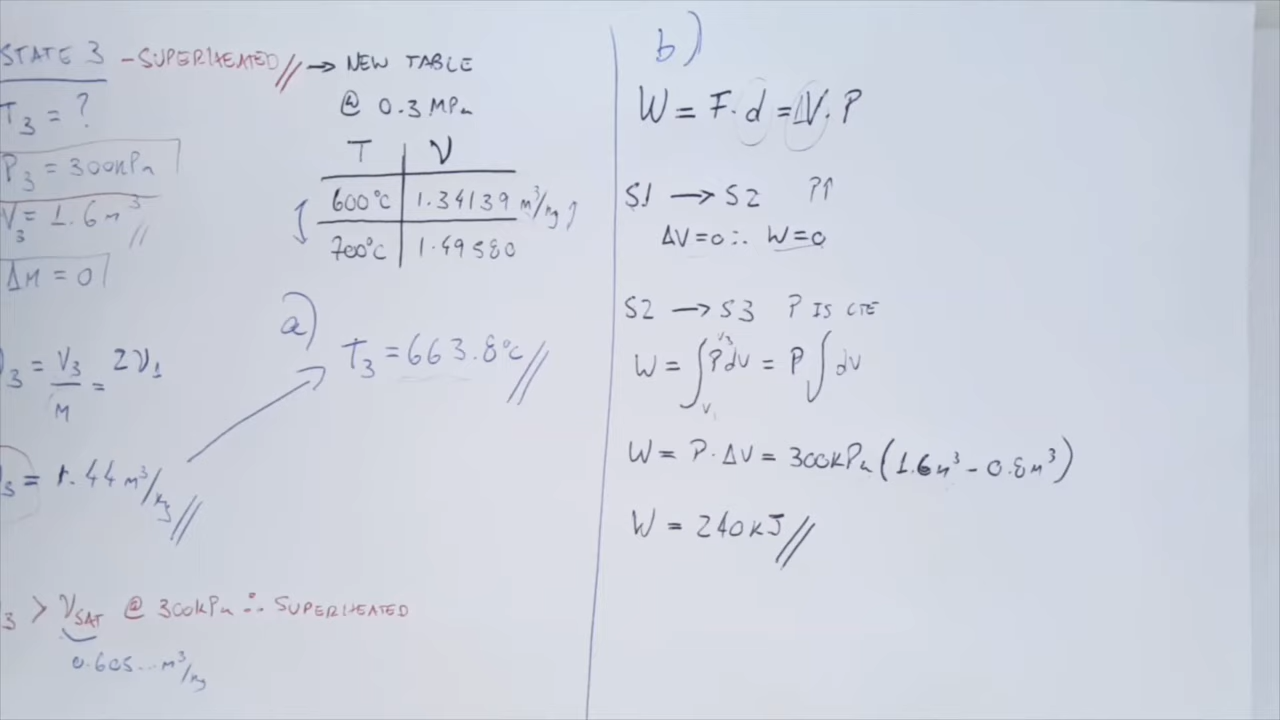 STATE 3 - SUPERHEATED // → NEW TABLE
@ 0.3 MPa
T3 = ?
T | V
P3 = 300kPa
600°C | 1.34139 m³/kg
V3 = 1.6m³ //
700°C | 1.49580
ΔM = 0
a)
T3 = 663.8°C //
3 = V3/M = 2V1
3 = 1.44 m³/kg //
3 > VSAT @ 300kPa ∴ SUPERHEATED
0.605... m³/kg
b)
W = F·d = ΔV·P
S1 → S2 P↑
ΔV=0 ∴ W=0
S2 → S3 P IS CTE
W = ∫ PdV = P ∫ dV
V3
V1
W = P·ΔV = 300kPa (1.6m³ - 0.8m³)
W = 240kJ //